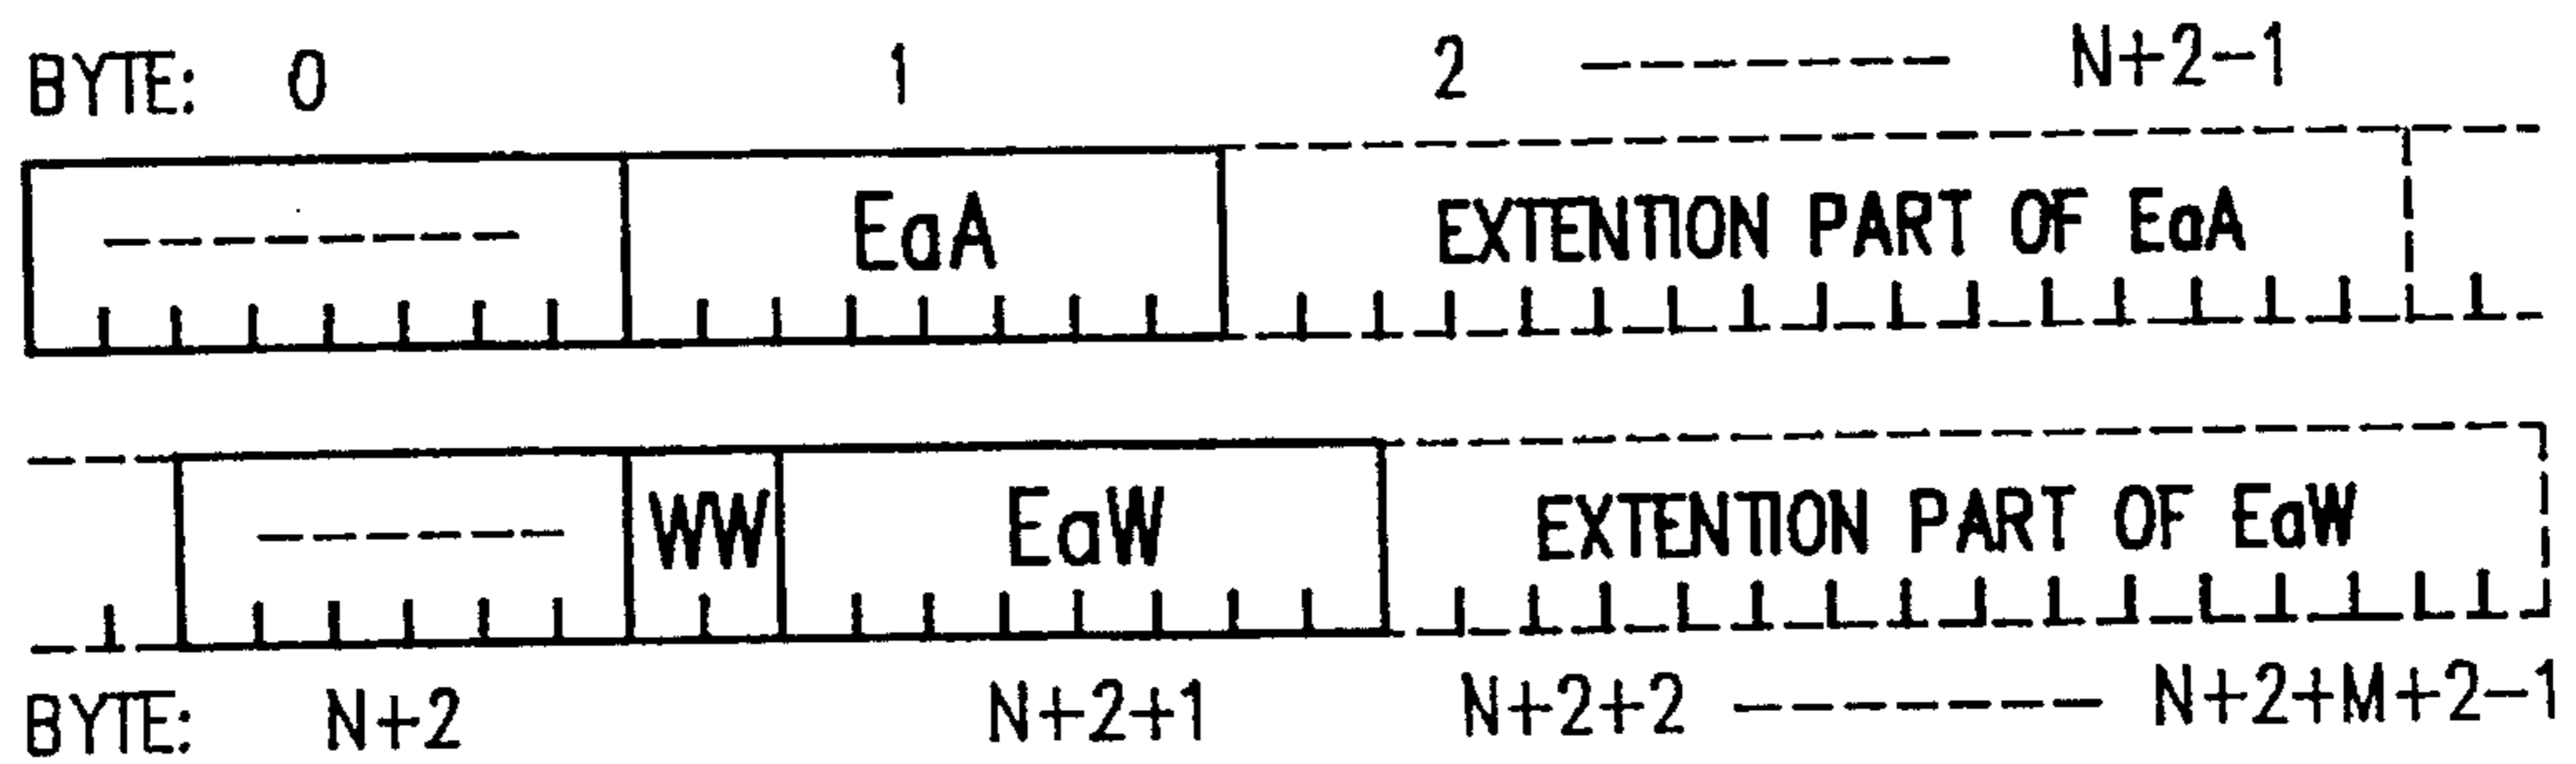 BYTE: 0 1 2 -------- N+2-1
--------- EaA EXTENTION PART OF EaA
------ WW EaW EXTENTION PART OF EaW
BYTE: N+2 N+2+1 N+2+2 ------- N+2+M+2-1